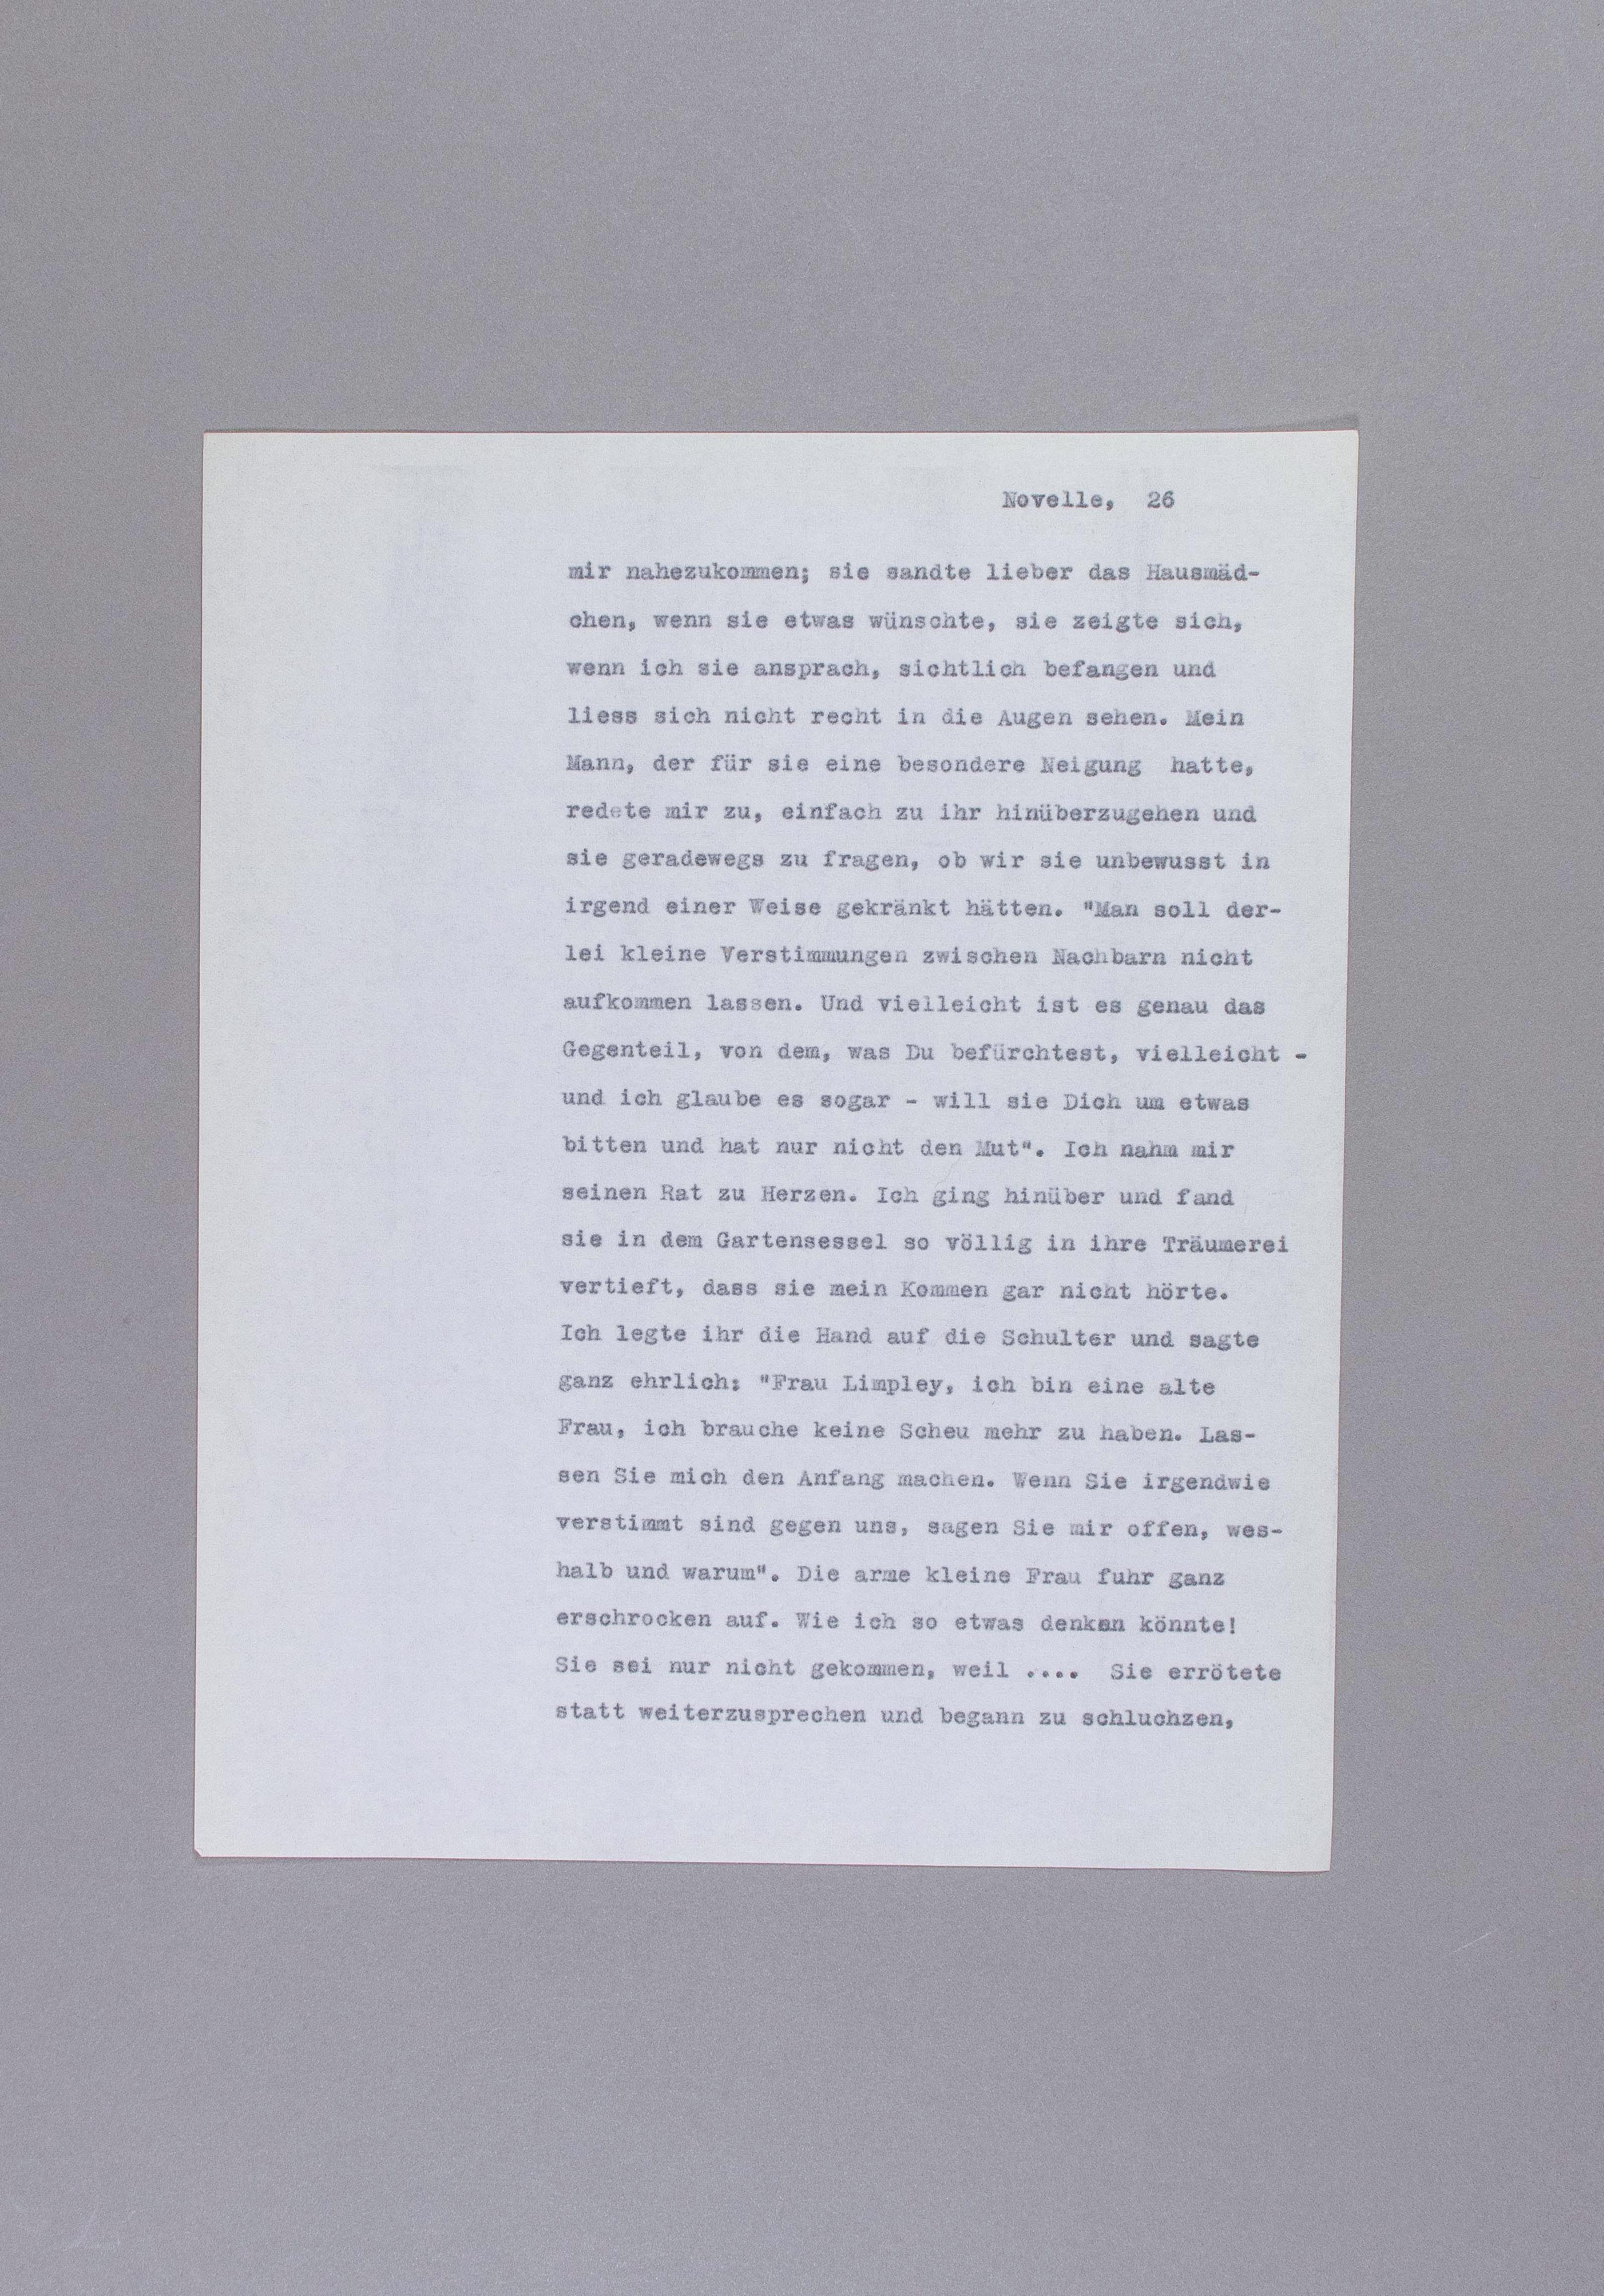 Novelle, 26
mir nahezukommen; sie sandte lieber das Hausmäd-
chen, wenn sie etwas wünschte, sie zeigte sich,
wenn ich sie ansprach, sichtlich befangen und
liess sich nicht recht in die Augen sehen. Mein
Mann, der für sie eine besondere Neigung hatte,
redete mir zu, einfach zu ihr hinüberzugehen und
sie geradewegs zu fragen, ob wir sie unbewusst in
irgend einer Weise gekränkt hätten. "Man soll der-
lei kleine Verstimmungen zwischen Nachbarn nicht
aufkommen lassen. Und vielleicht ist es genau das
Gegenteil, von dem, was Du befürchtest, vielleicht -
und ich glaube es sogar - will sie Dich um etwas
bitten und hat nur nicht den Mut". Ich nahm mir
seinen Rat zu Herzen. Ich ging hinüber und fand
sie in dem Gartensessel so völlig in ihre Träumerei
vertieft, dass sie mein Kommen gar nicht hörte.
Ich legte ihr die Hand auf die Schulter und sagte
ganz ehrlich: "Frau Limpley, ich bin eine alte
Frau, ich brauche keine Scheu mehr zu haben. Las-
sen Sie mich den Anfang machen. Wenn Sie irgendwie
verstimmt sind gegen uns, sagen Sie mir offen, wes-
halb und warum". Die arme kleine Frau fuhr ganz
erschrocken auf. Wie ich so etwas denken könnte!
Sie sei nur nicht gekommen, weil .... Sie errötete
statt weiterzusprechen und begann zu schluchzen,